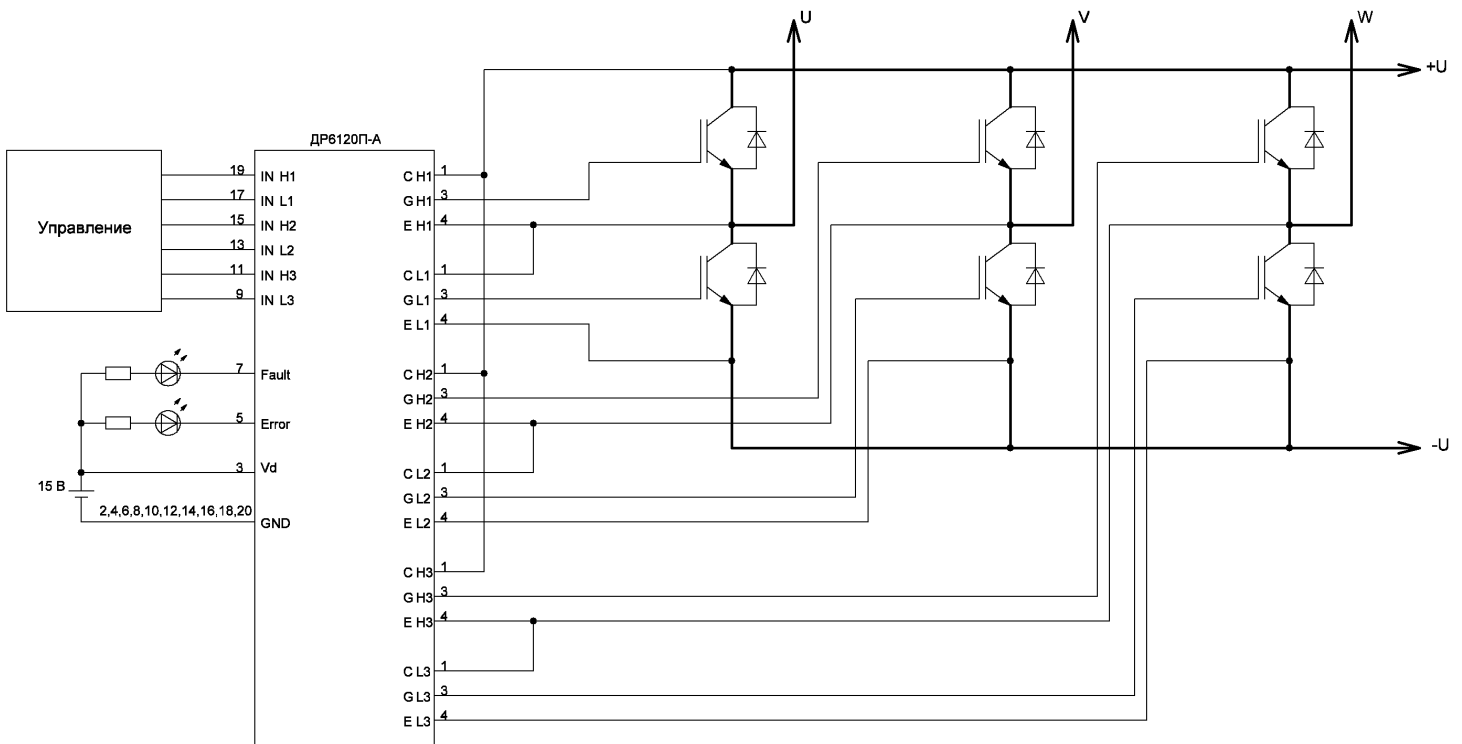 U V W
+U
ДР6120П-А
Управление
19 IN H1
17 IN L1
15 IN H2
13 IN L2
11 IN H3
9 IN L3
7 Fault
5 Error
3 Vd
15 В
2,4,6,8,10,12,14,16,18,20 GND
C H1 1
G H1 3
E H1 4
C L1 1
G L1 3
E L1 4
C H2 1
G H2 3
E H2 4
C L2 1
G L2 3
E L2 4
C H3 1
G H3 3
E H3 4
C L3 1
G L3 3
E L3 4
-U